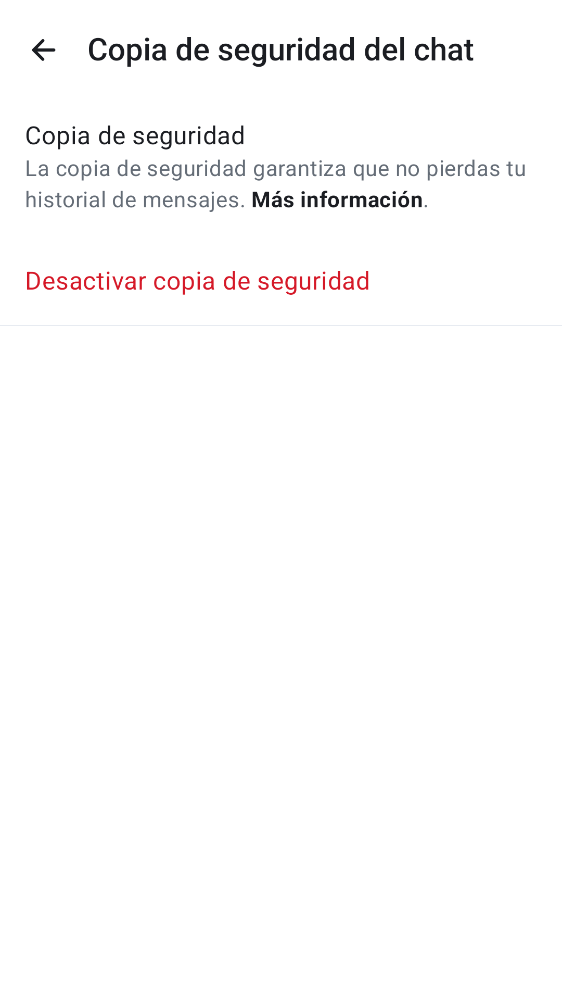 Copia de seguridad del chat
Copia de seguridad
La copia de seguridad garantiza que no pierdas tu
historial de mensajes. Más información.
Desactivar copia de seguridad